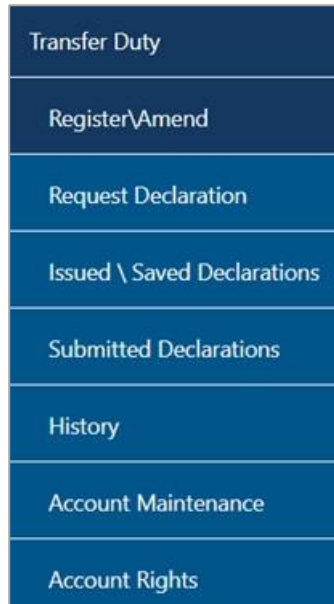 Transfer Duty
Register\Amend
Request Declaration
Issued \ Saved Declarations
Submitted Declarations
History
Account Maintenance
Account Rights